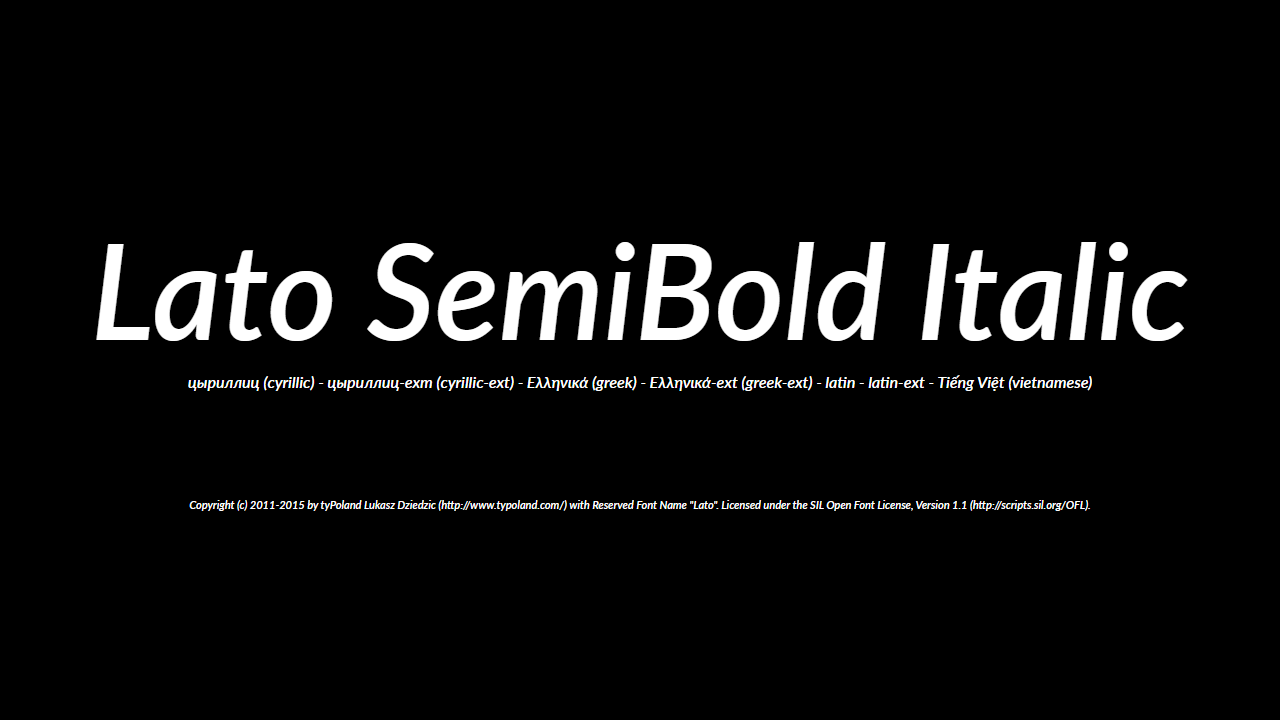 Lato SemiBold Italic
цыриллиц (cyrillic) - цыриллиц-ext (cyrillic-ext) - Ελληνικά (greek) - Ελληνικά-ext (greek-ext) - latin - latin-ext - Tiếng Việt (vietnamese)
Copyright (c) 2011-2015 by tyPoland Lukasz Dziedzic (http://www.typoland.com/) with Reserved Font Name "Lato". Licensed under the SIL Open Font License, Version 1.1 (http://scripts.sil.org/OFL).